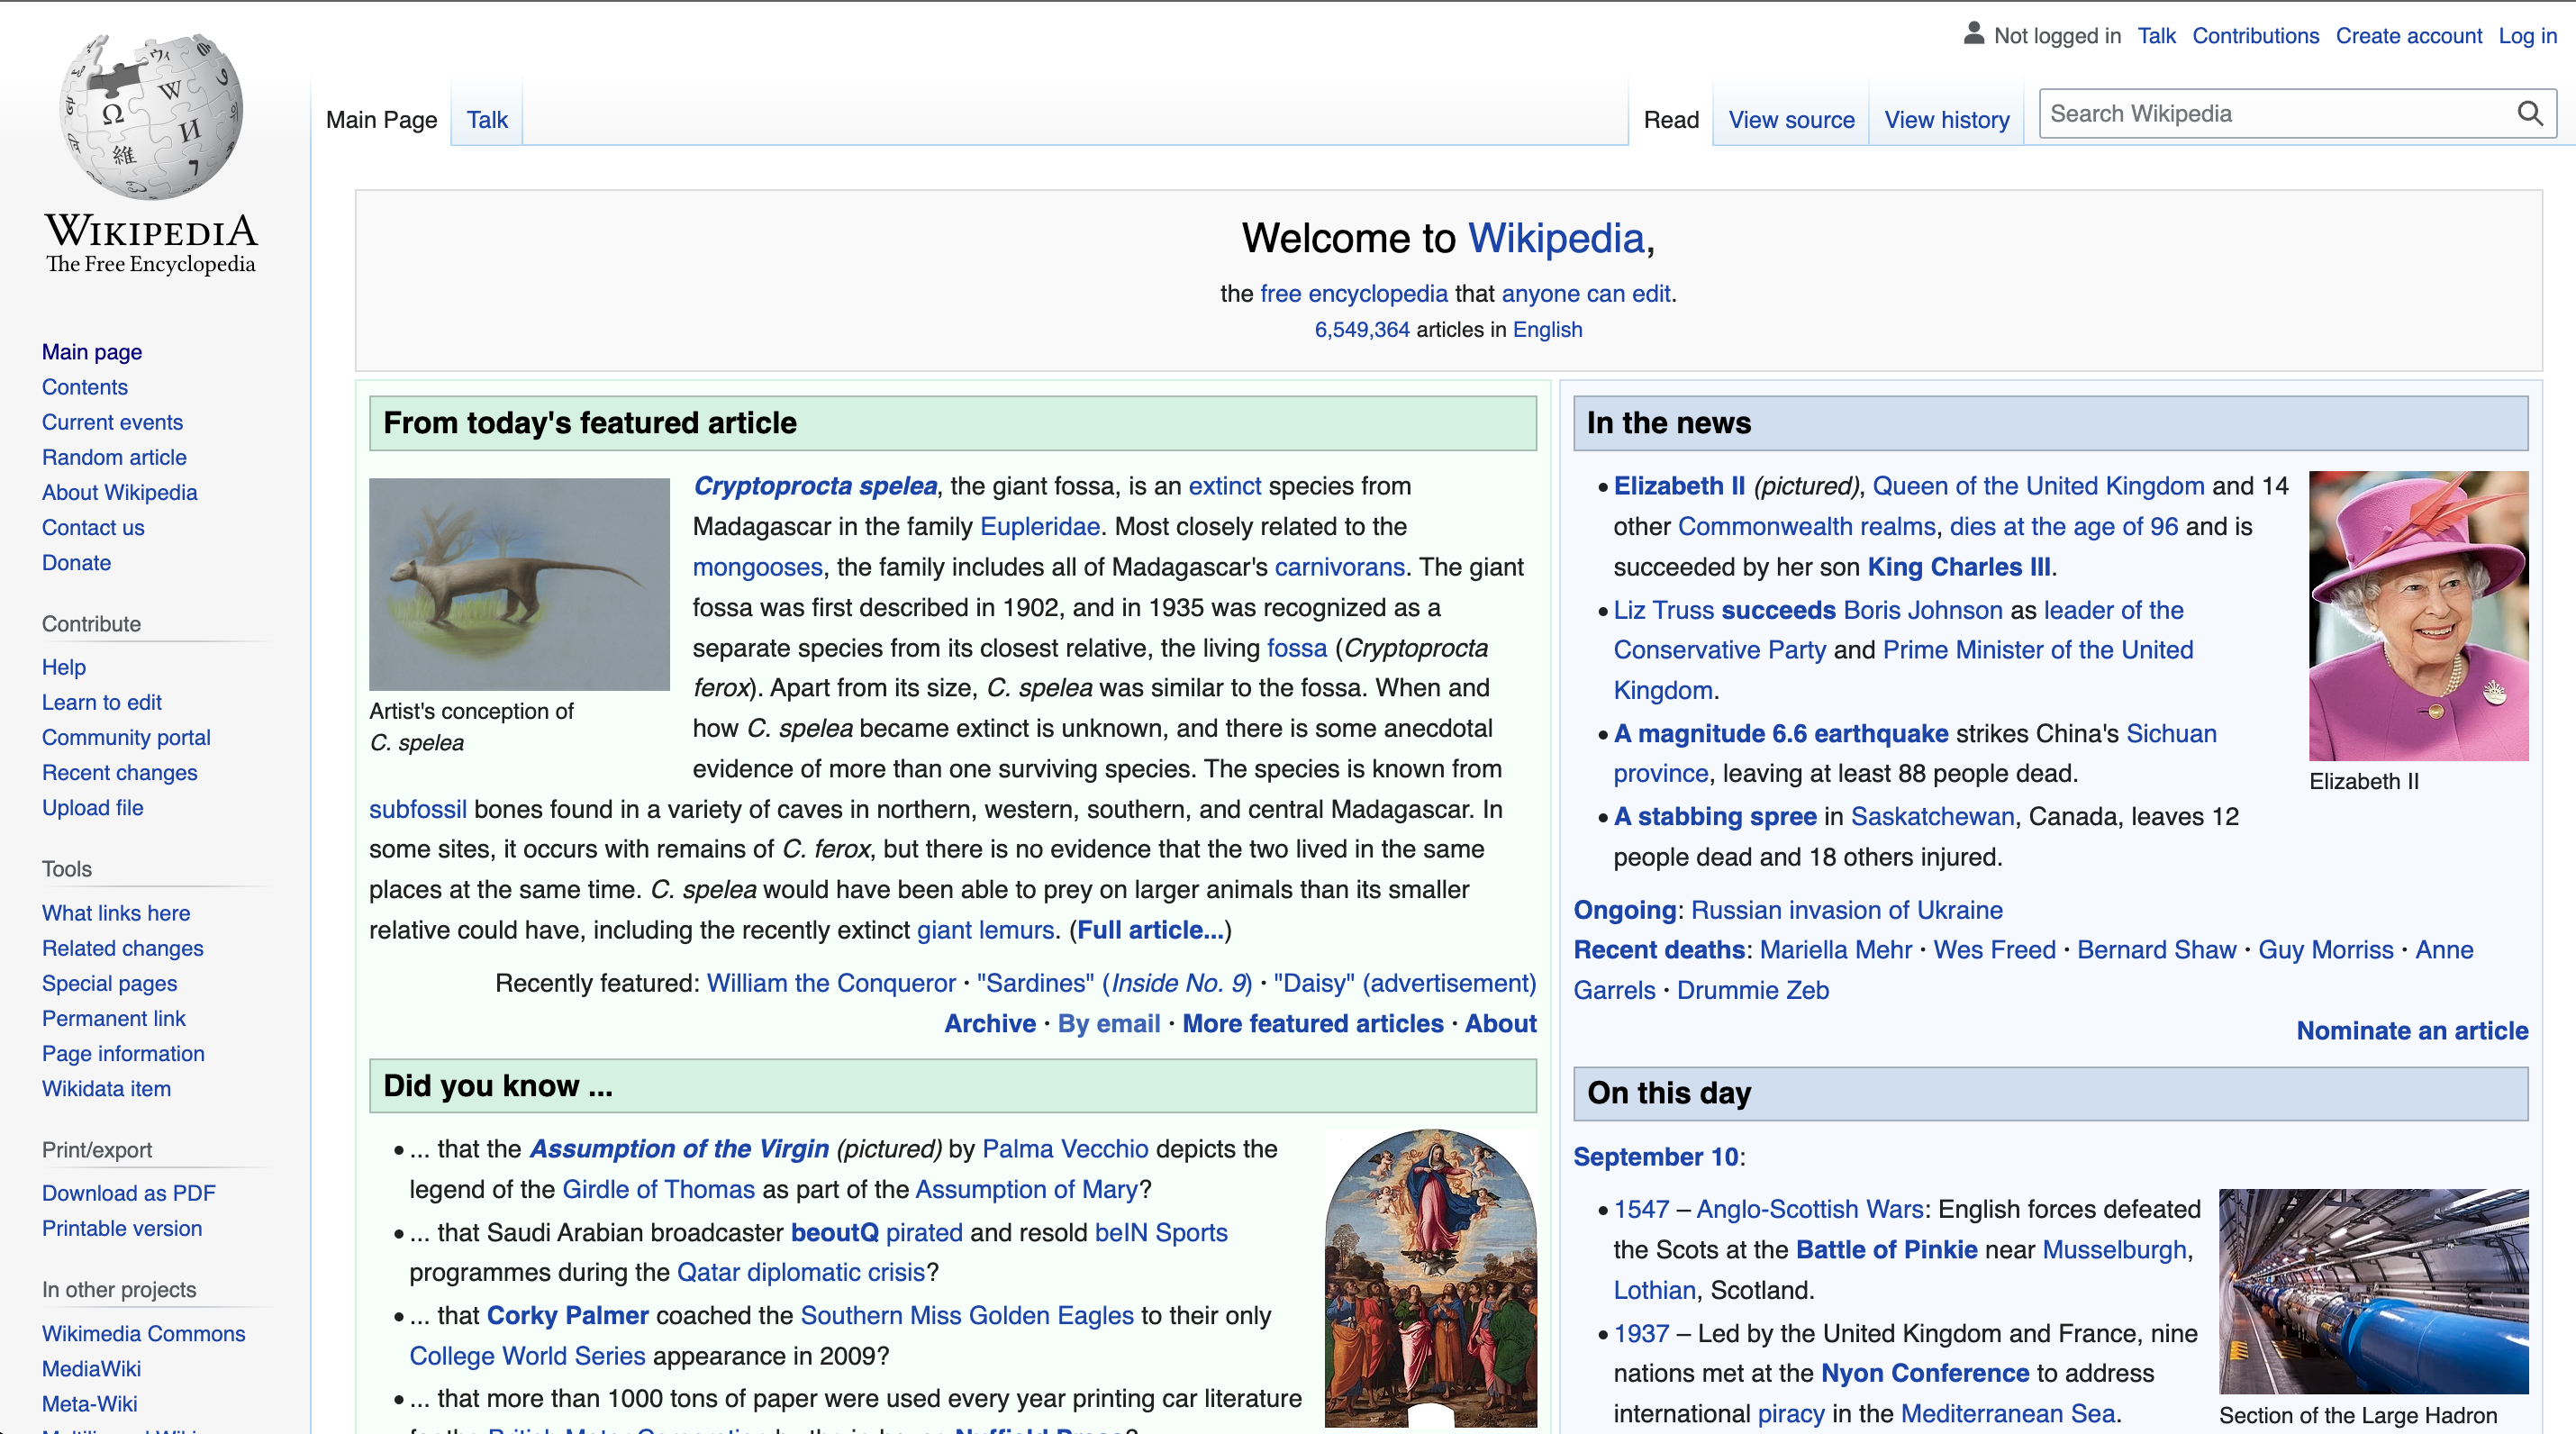 WIKIPEDIA
The Free Encyclopedia
Not logged in Talk Contributions Create account Log in
Main Page Talk
Read View source View history Search Wikipedia
Main page
Contents
Current events
Random article
About Wikipedia
Contact us
Donate
Contribute
Help
Learn to edit
Community portal
Recent changes
Upload file
Tools
What links here
Related changes
Special pages
Permanent link
Page information
Wikidata item
Print/export
Download as PDF
Printable version
In other projects
Wikimedia Commons
MediaWiki
Meta-Wiki
Welcome to Wikipedia,
the free encyclopedia that anyone can edit.
6,549,364 articles in English
From today's featured article
Artist's conception of
C. spelea
Cryptoprocta spelea, the giant fossa, is an extinct species from
Madagascar in the family Eupleridae. Most closely related to the
mongooses, the family includes all of Madagascar's carnivorans. The giant
fossa was first described in 1902, and in 1935 was recognized as a
separate species from its closest relative, the living fossa (Cryptoprocta
ferox). Apart from its size, C. spelea was similar to the fossa. When and
how C. spelea became extinct is unknown, and there is some anecdotal
evidence of more than one surviving species. The species is known from
subfossil bones found in a variety of caves in northern, western, southern, and central Madagascar. In
some sites, it occurs with remains of C. ferox, but there is no evidence that the two lived in the same
places at the same time. C. spelea would have been able to prey on larger animals than its smaller
relative could have, including the recently extinct giant lemurs. (Full article...)
Recently featured: William the Conqueror · "Sardines" (Inside No. 9) · "Daisy" (advertisement)
Archive · By email · More featured articles · About
Did you know ...
• ... that the Assumption of the Virgin (pictured) by Palma Vecchio depicts the
legend of the Girdle of Thomas as part of the Assumption of Mary?
• ... that Saudi Arabian broadcaster beoutQ pirated and resold beIN Sports
programmes during the Qatar diplomatic crisis?
• ... that Corky Palmer coached the Southern Miss Golden Eagles to their only
College World Series appearance in 2009?
• ... that more than 1000 tons of paper were used every year printing car literature
In the news
• Elizabeth II (pictured), Queen of the United Kingdom and 14
other Commonwealth realms, dies at the age of 96 and is
succeeded by her son King Charles III.
• Liz Truss succeeds Boris Johnson as leader of the
Conservative Party and Prime Minister of the United
Kingdom.
• A magnitude 6.6 earthquake strikes China's Sichuan
province, leaving at least 88 people dead.
• A stabbing spree in Saskatchewan, Canada, leaves 12
people dead and 18 others injured.
Elizabeth II
Ongoing: Russian invasion of Ukraine
Recent deaths: Mariella Mehr · Wes Freed · Bernard Shaw · Guy Morriss · Anne
Garrels · Drummie Zeb
Nominate an article
On this day
September 10:
• 1547 – Anglo-Scottish Wars: English forces defeated
the Scots at the Battle of Pinkie near Musselburgh,
Lothian, Scotland.
• 1937 – Led by the United Kingdom and France, nine
nations met at the Nyon Conference to address
international piracy in the Mediterranean Sea.
Section of the Large Hadron